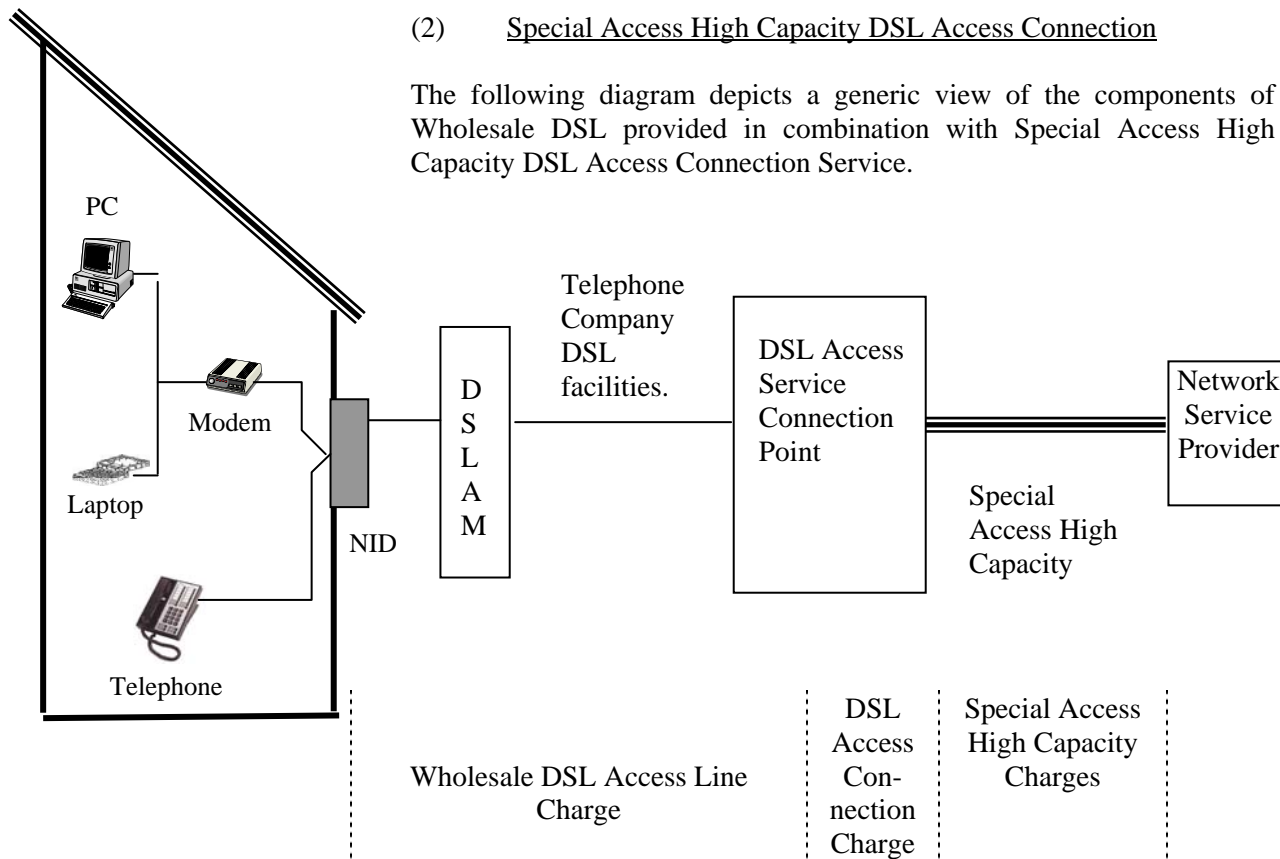 (2) Special Access High Capacity DSL Access Connection
The following diagram depicts a generic view of the components of
Wholesale DSL provided in combination with Special Access High
Capacity DSL Access Connection Service.
PC
Modem
Laptop
Telephone
NID
D
S
L
A
M
Telephone
Company
DSL
facilities.
DSL Access
Service
Connection
Point
Special
Access High
Capacity
Network
Service
Provider
Wholesale DSL Access Line
Charge
DSL
Access
Con-
nection
Charge
Special Access
High Capacity
Charges